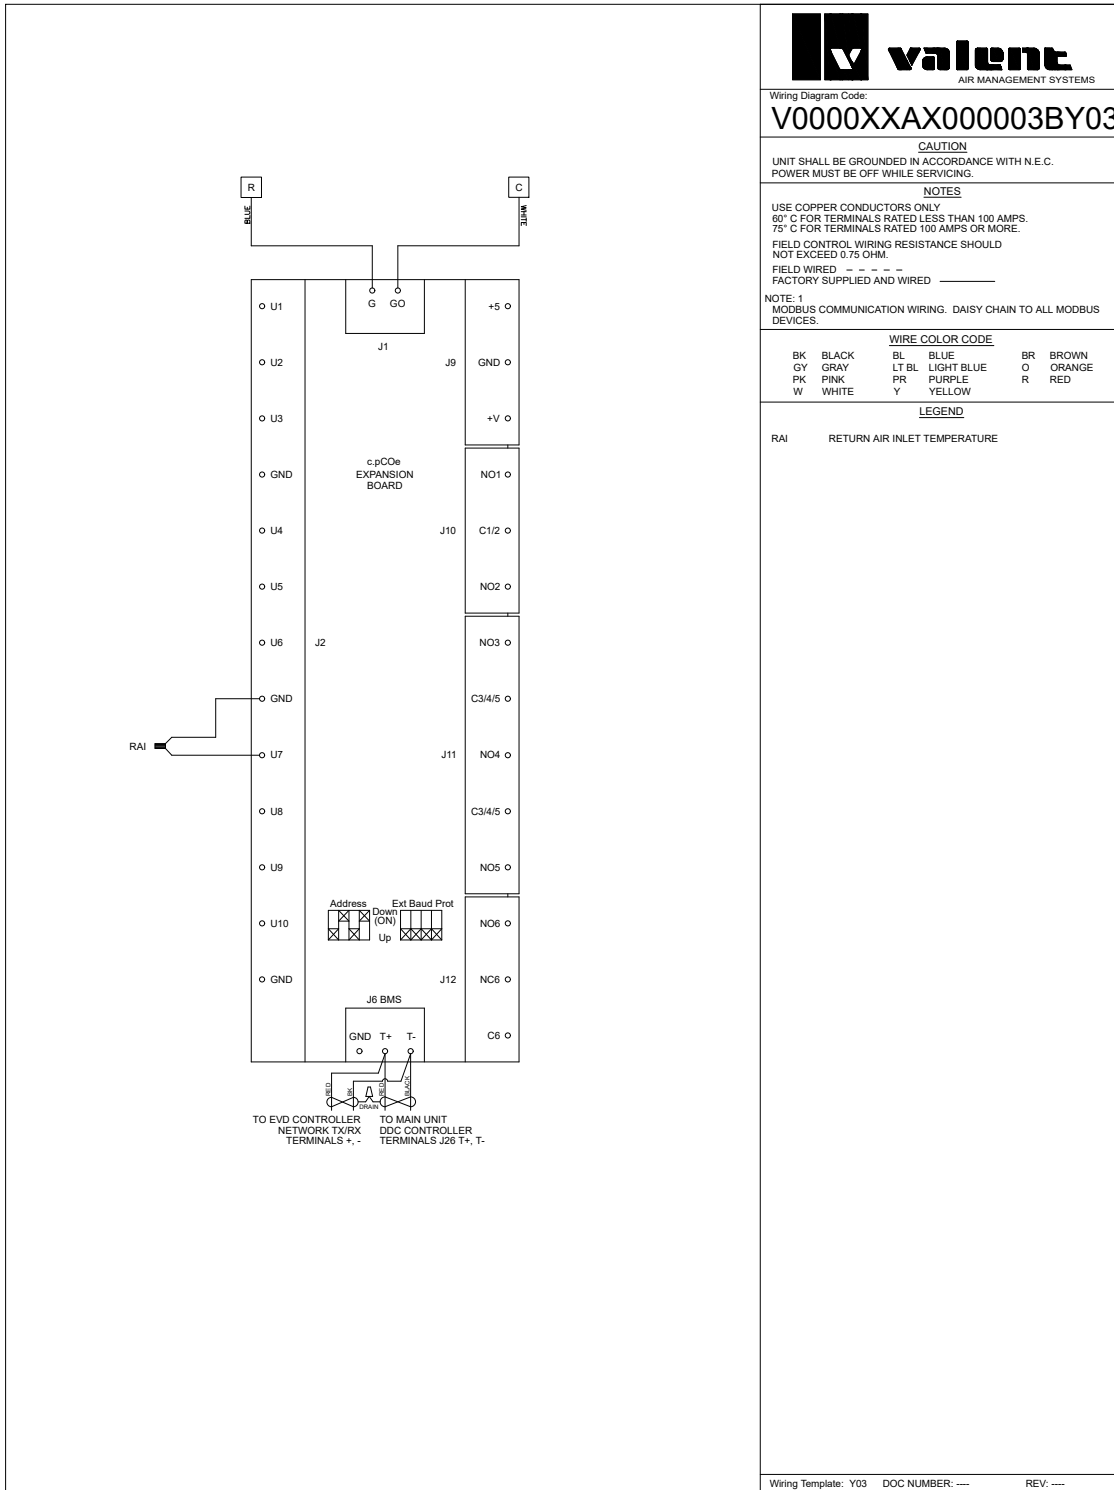 valent
AIR MANAGEMENT SYSTEMS
Wiring Diagram Code:
V0000XXAX000003BY03
CAUTION
UNIT SHALL BE GROUNDED IN ACCORDANCE WITH N.E.C.
POWER MUST BE OFF WHILE SERVICING.
NOTES
USE COPPER CONDUCTORS ONLY
60° C FOR TERMINALS RATED LESS THAN 100 AMPS.
75° C FOR TERMINALS RATED 100 AMPS OR MORE.
FIELD CONTROL WIRING RESISTANCE SHOULD
NOT EXCEED 0.75 OHM.
FIELD WIRED
FACTORY SUPPLIED AND WIRED
NOTE: 1
MODBUS COMMUNICATION WIRING. DAISY CHAIN TO ALL MODBUS
DEVICES.
WIRE COLOR CODE
BK BLACK BL BLUE BR BROWN
GY GRAY LT BL LIGHT BLUE O ORANGE
PK PINK PR PURPLE R RED
W WHITE Y YELLOW
LEGEND
RAI RETURN AIR INLET TEMPERATURE
R
C
BLUE
WHITE
G GO
J1
U1
U2
U3
GND
U4
U5
U6
GND
U7
U8
U9
U10
GND
J2
RAI
c.pCOe
EXPANSION
BOARD
J9
+5
GND
+V
J10
NO1
C1/2
NO2
J11
NO3
C3/4/5
NO4
C3/4/5
NO5
J12
NO6
NC6
C6
Address
Down
(ON)
Up
Ext Baud Prot
J6 BMS
GND T+ T-
RED
BK
DRAIN
RED
BLACK
TO EVD CONTROLLER
NETWORK TX/RX
TERMINALS +, -
TO MAIN UNIT
DDC CONTROLLER
TERMINALS J26 T+, T-
Wiring Template: Y03 DOC NUMBER: ---- REV: ----